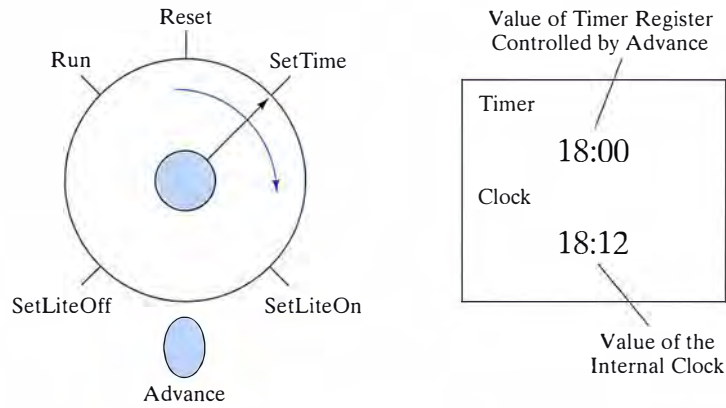 Reset
Run
SetTime
SetLiteOff
SetLiteOn
Advance
Value of Timer Register
Controlled by Advance
Timer
18:00
Clock
18:12
Value of the
Internal Clock